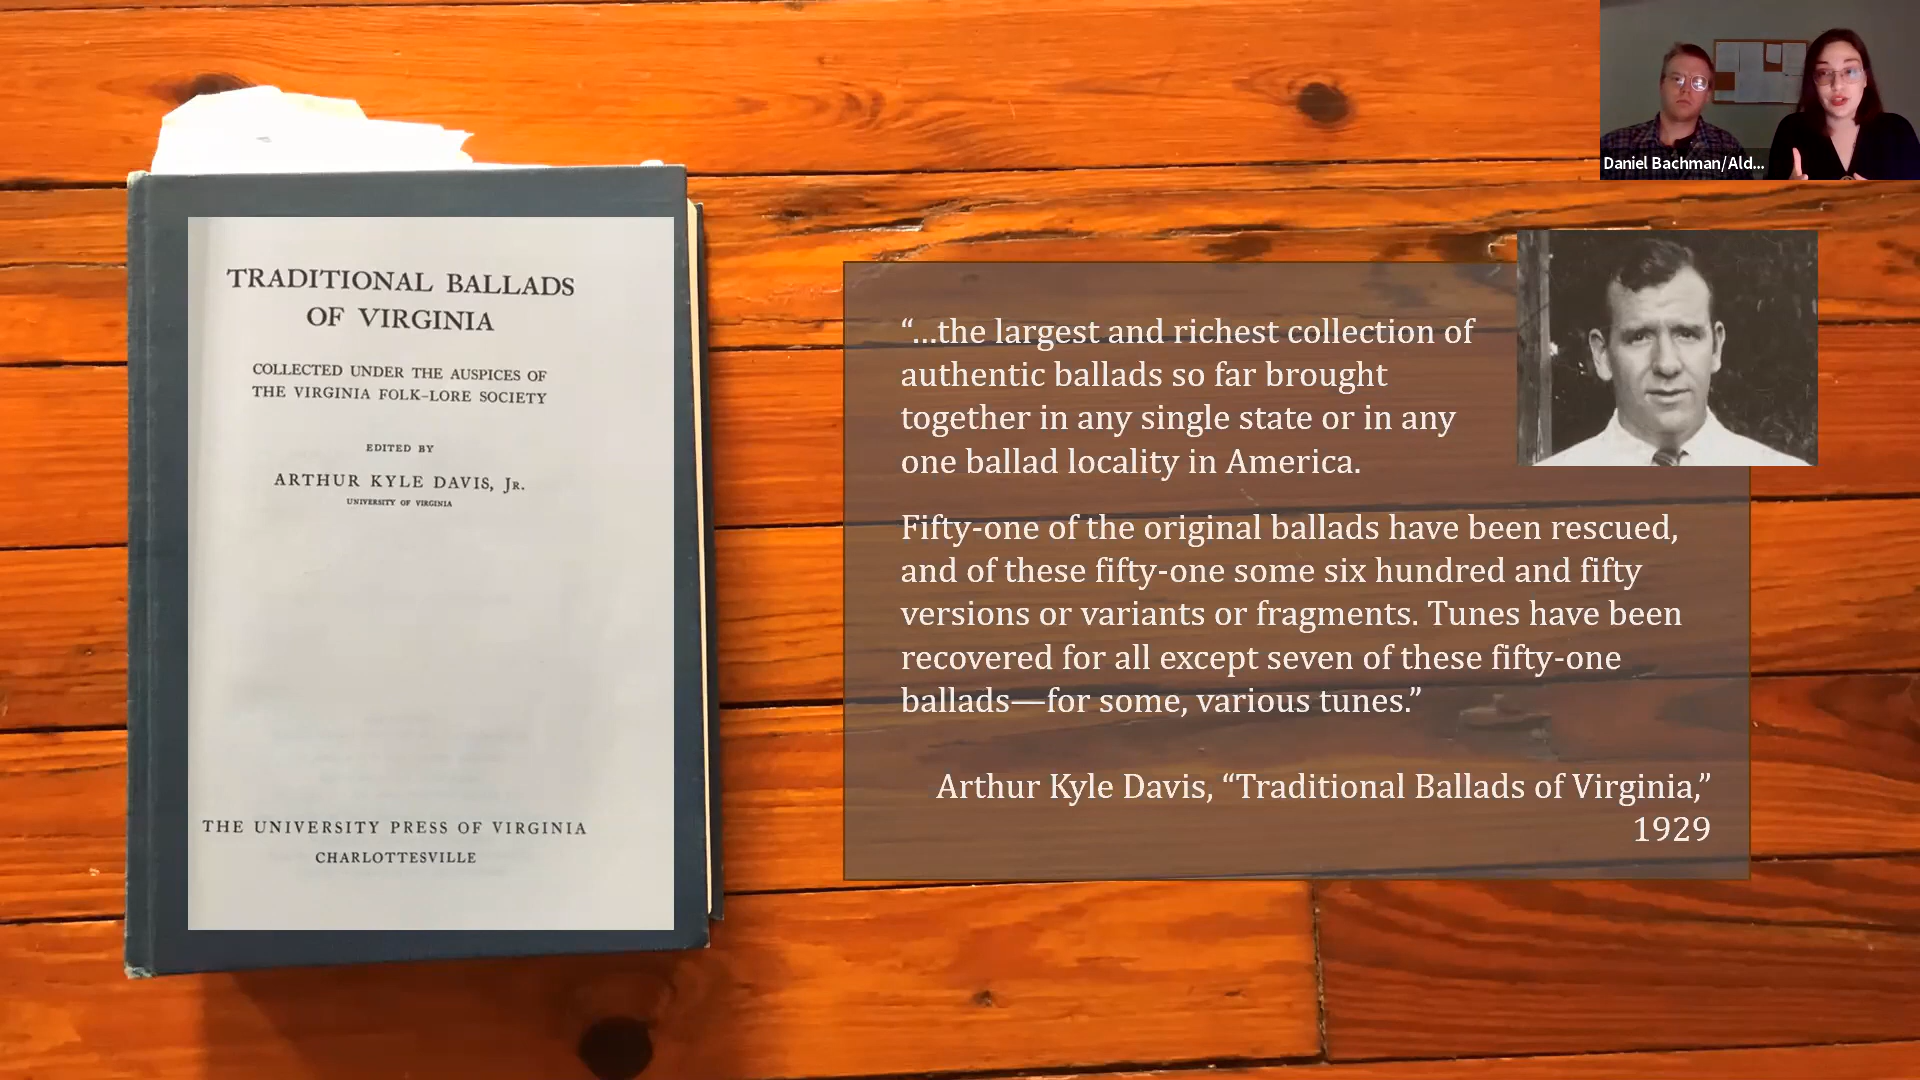 TRADITIONAL BALLADS
OF VIRGINIA
COLLECTED UNDER THE AUSPICES OF
THE VIRGINIA FOLK-LORE SOCIETY
EDITED BY
ARTHUR KYLE DAVIS, Jr.
UNIVERSITY OF VIRGINIA
THE UNIVERSITY PRESS OF VIRGINIA
CHARLOTTESVILLE
“…the largest and richest collection of
authentic ballads so far brought
together in any single state or in any
one ballad locality in America.
Fifty-one of the original ballads have been rescued,
and of these fifty-one some six hundred and fifty
versions or variants or fragments. Tunes have been
recovered for all except seven of these fifty-one
ballads—for some, various tunes.”
Arthur Kyle Davis, “Traditional Ballads of Virginia,”
1929
Daniel Bachman/Ald...